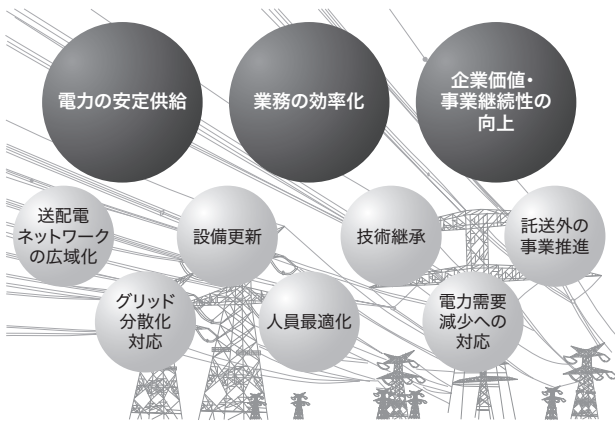 電力の安定供給
業務の効率化
企業価値・
事業継続性の
向上
送配電
ネットワーク
の広域化
設備更新
技術継承
託送外の
事業推進
グリッド
分散化
対応
人員最適化
電力需要
減少への
対応